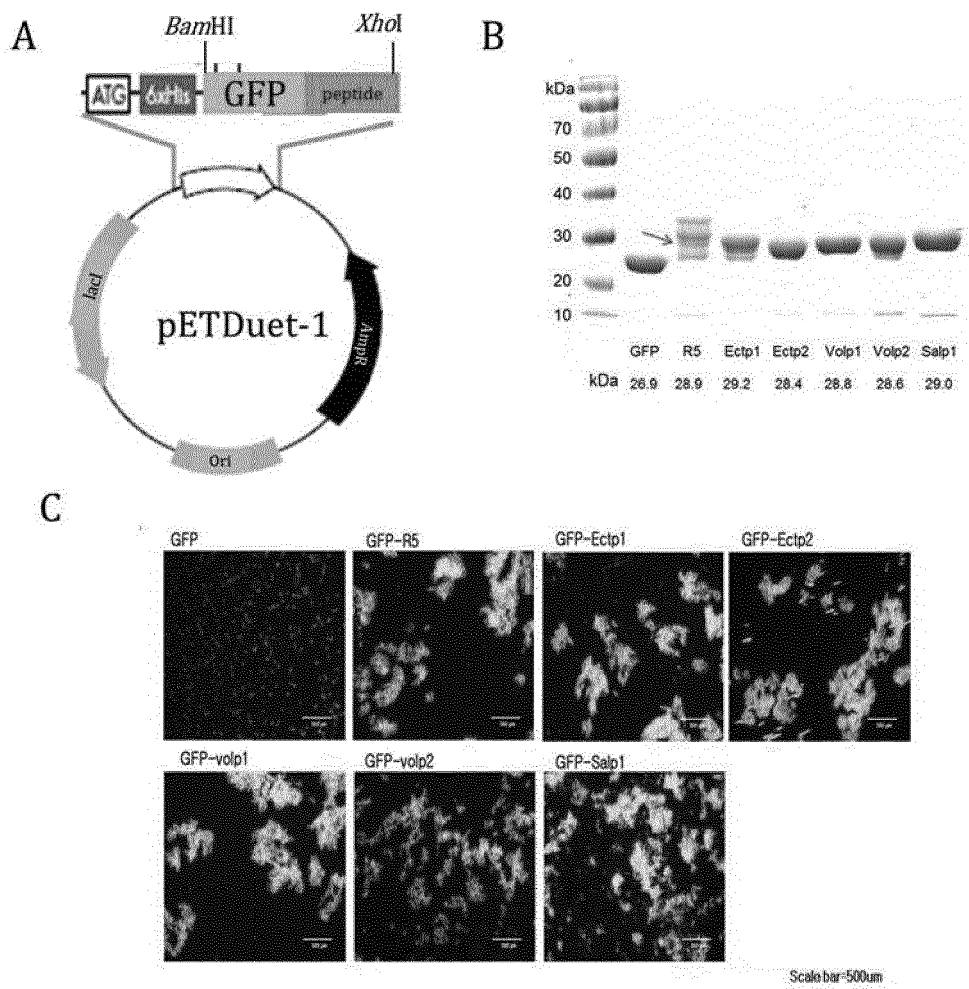 A
BamHI
XhoI
ATG
6xHis
GFP
peptide
lacI
pETDuet-1
AmpR
Ori
B
kDa
70
50
40
30
20
10
GFP R5 Ectp1 Ectp2 Volp1 Volp2 Salp1
kDa 26.9 28.9 29.2 28.4 28.8 28.6 29.0
C
GFP GFP-R5 GFP-Ectp1 GFP-Ectp2
GFP-volp1 GFP-volp2 GFP-Salp1
Scale bar=500um